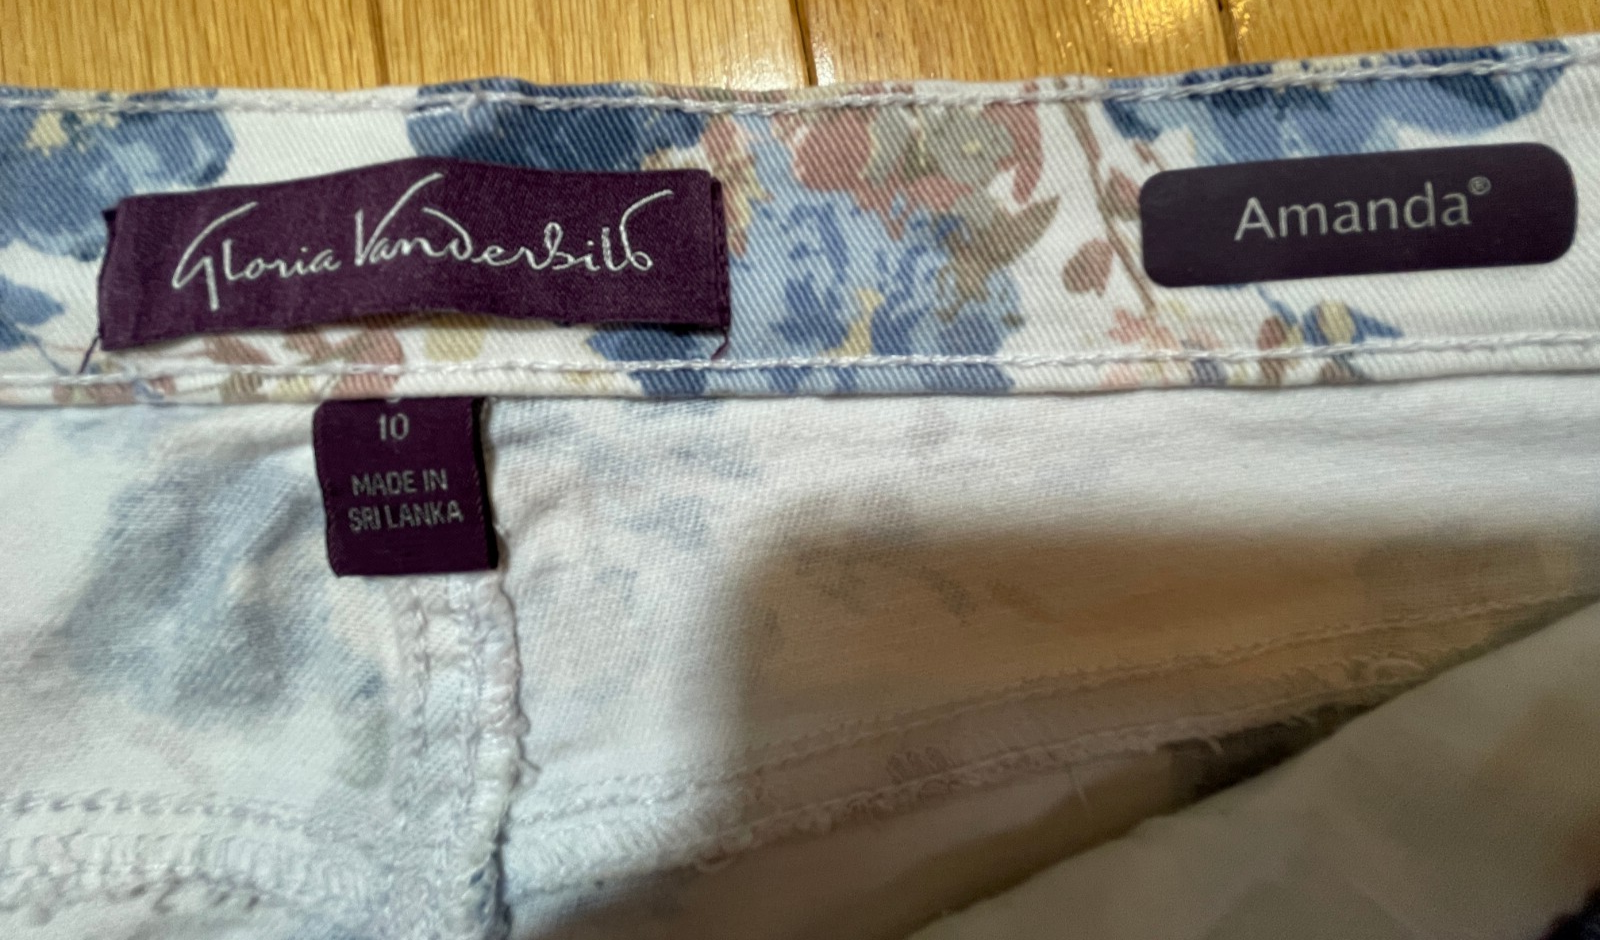 Gloria Vanderbilt
Amanda®
10
MADE IN
SRI LANKA